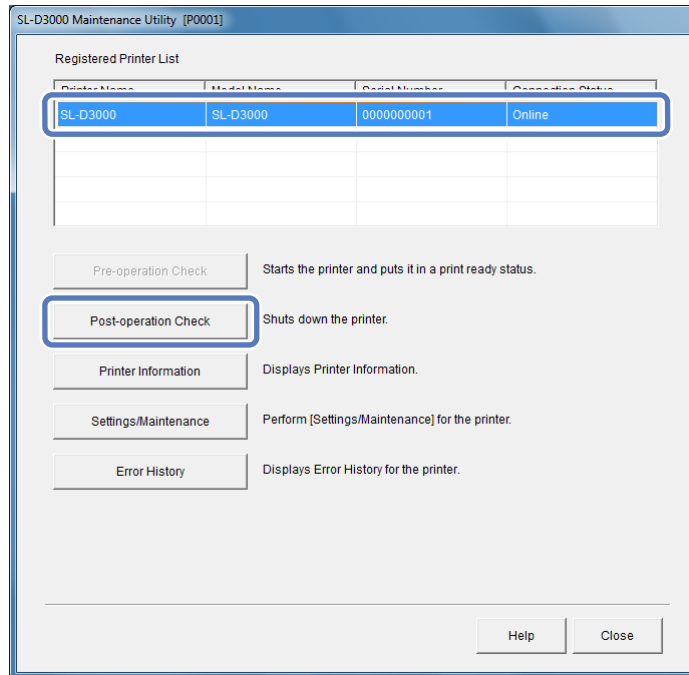 SL-D3000 Maintenance Utility [P0001]
Registered Printer List
Printer Name Model Name Serial Number Connection Status
SL-D3000 SL-D3000 0000000001 Online
Pre-operation Check Starts the printer and puts it in a print ready status.
Post-operation Check Shuts down the printer.
Printer Information Displays Printer Information.
Settings/Maintenance Perform [Settings/Maintenance] for the printer.
Error History Displays Error History for the printer.
Help Close